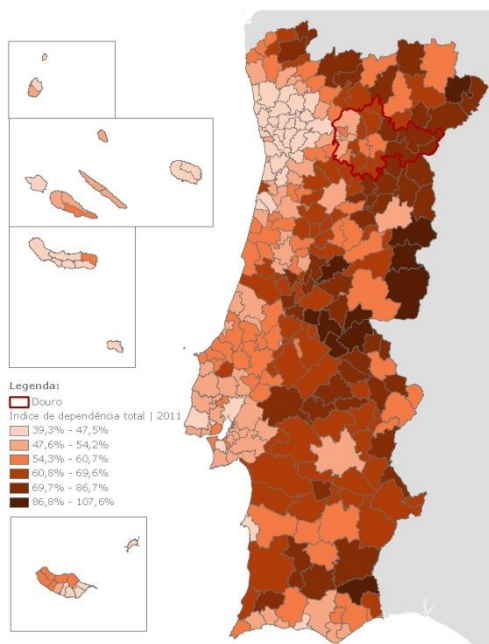 Legenda:
Douro
Índice de dependência total | 2011
39,3% - 47,5%
47,6% - 54,2%
54,3% - 60,7%
60,8% - 69,6%
69,7% - 86,7%
86,8% - 107,6%